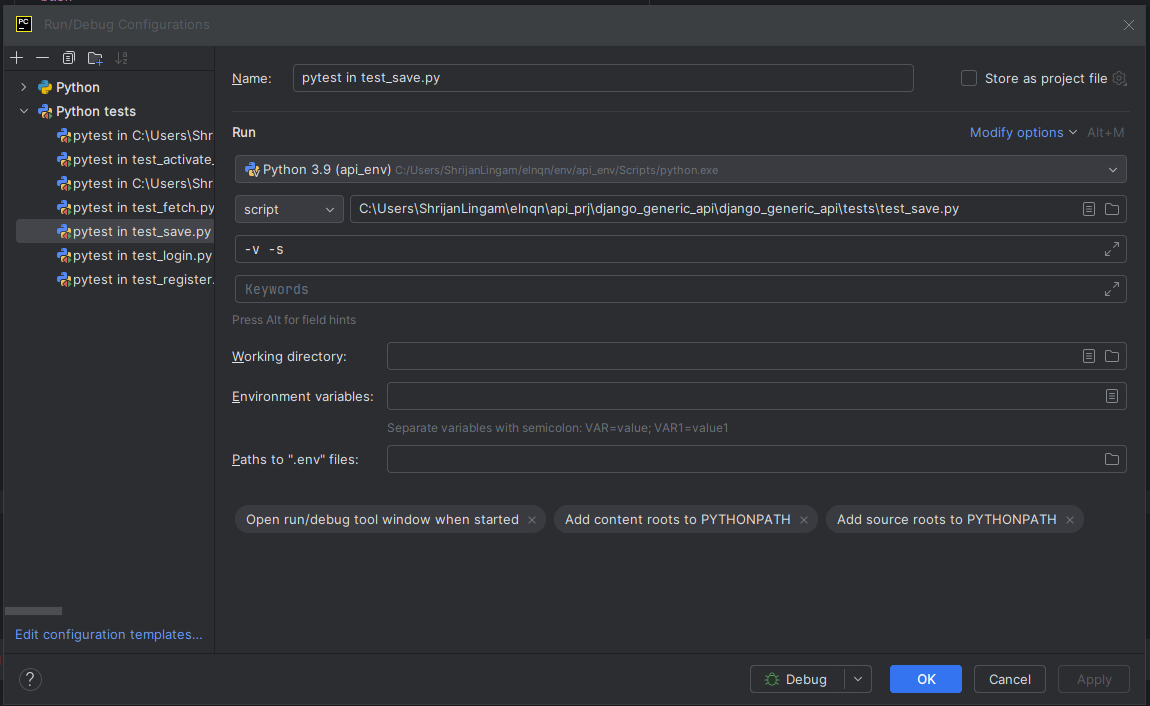 PC
Run/Debug Configurations
Name:
pytest in test_save.py
Store as project file
Python
Python tests
pytest in C:\Users\Shr
pytest in test_activate_
pytest in C:\Users\Shr
pytest in test_fetch.py
pytest in test_save.py
pytest in test_login.py
pytest in test_register.
Edit configuration templates...
Run
Modify options
Alt+M
Python 3.9 (api_env) C:/Users/ShrijanLingam/elnqn/env/api_env/Scripts/python.exe
script
C:\Users\ShrijanLingam\elnqn\api_prj\django_generic_api\django_generic_api\tests\test_save.py
-v -s
Keywords
Press Alt for field hints
Working directory:
Environment variables:
Separate variables with semicolon: VAR=value; VAR1=value1
Paths to ".env" files:
Open run/debug tool window when started ×
Add content roots to PYTHONPATH ×
Add source roots to PYTHONPATH ×
?
Debug
OK
Cancel
Apply